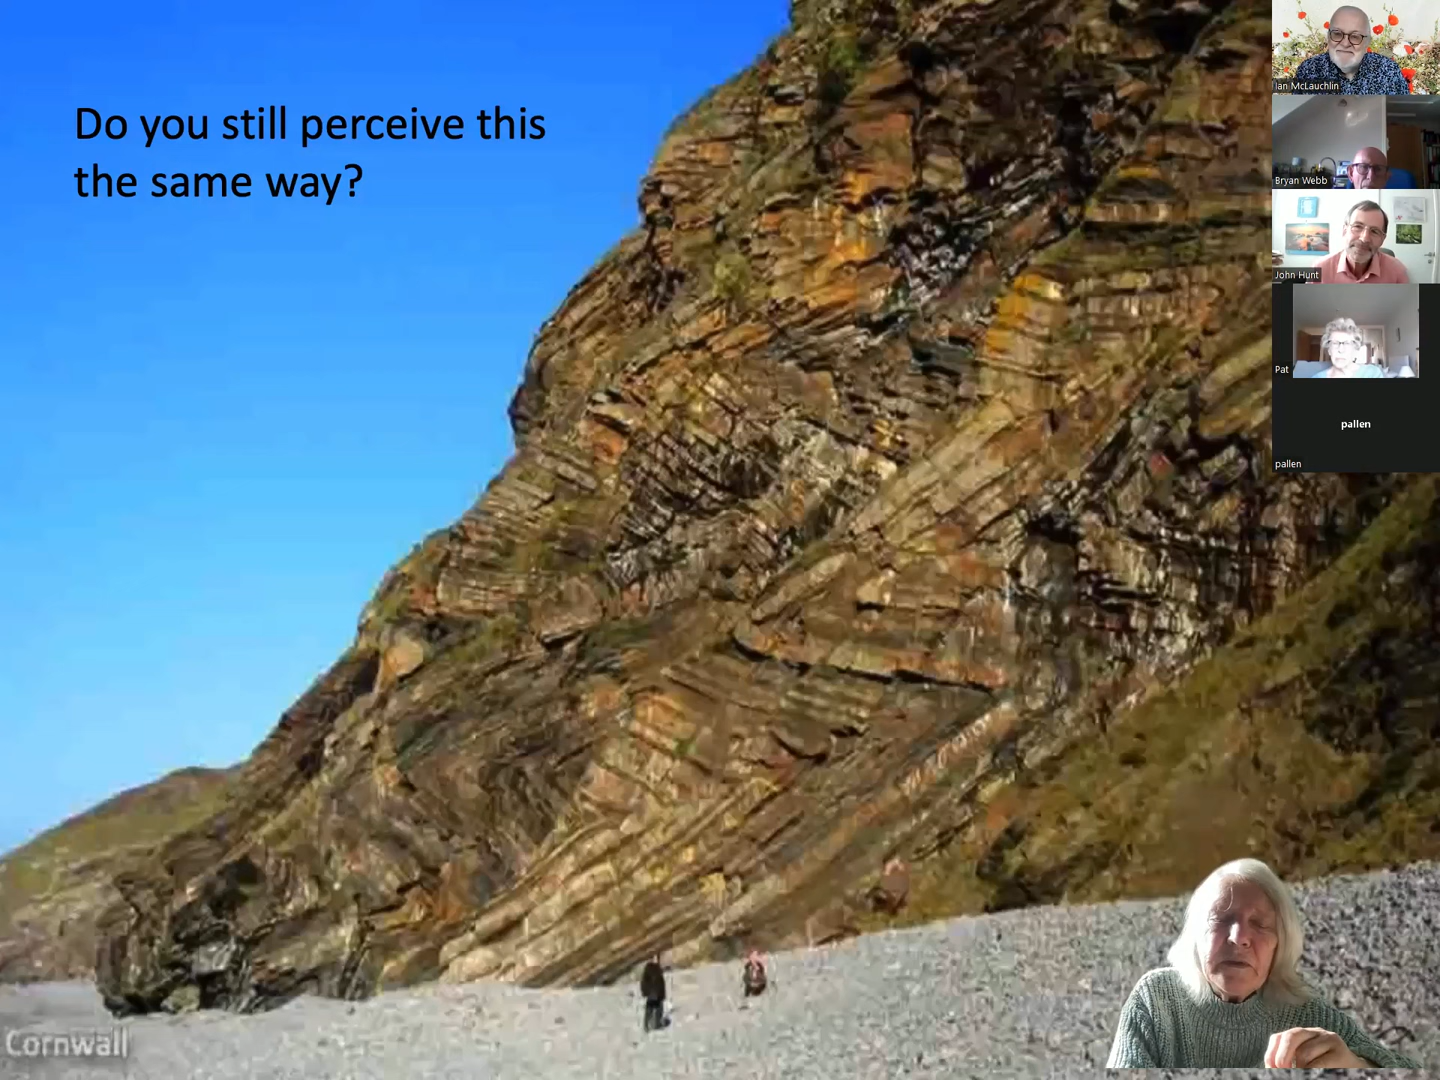 Do you still perceive this
the same way?
Ian McLauchlin
Bryan Webb
John Hunt
Pat
pallen
pallen
Cornwall